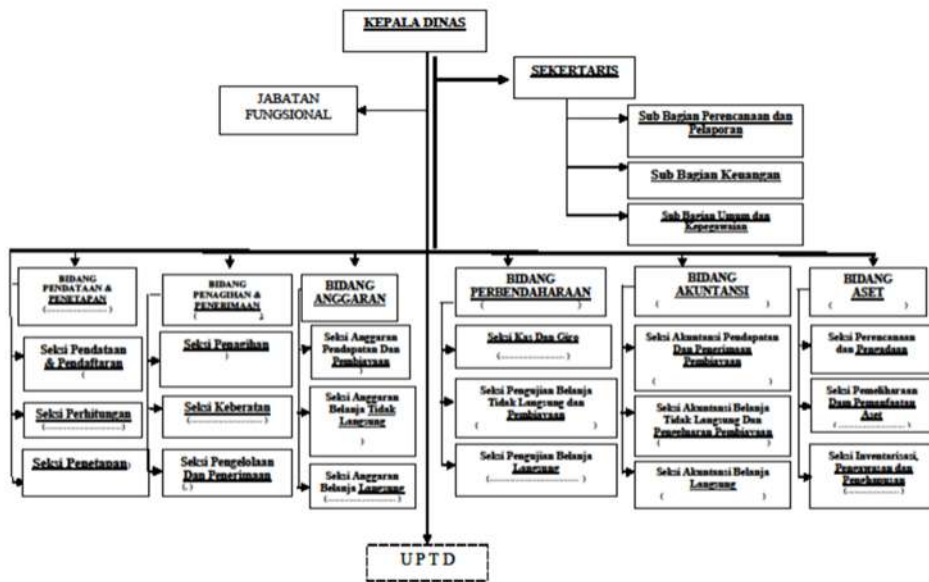 KEPALA DINAS
SEKERTARIS
JABATAN
FUNGSIONAL
Sub Bagian Perencanaan dan
Pelaporan
Sub Bagian Keuangan
Sub Bagian Umum dan
Kepegawaian
BIDANG
PENDATAAN &
PENETAPAN
(........................)
Seksi Pendataan
& Pendaftaran
(
Seksi Perhitungan
(............................)
Seksi Penetapan)
BIDANG
PENAGIHAN &
PENERIMAAN
( ).
Seksi Penagihan
)
Seksi Keberatan
(...........................)
Seksi Pengelolaan
Dan Penerimaan
(.)
BIDANG
ANGGARAN
Seksi Anggaran
Pendapatan Dan
Pembiayaan
)
Seksi Anggaran
Belanja Tidak
Langsung
)
Seksi Anggaran
Belanja Langsung
(..........................)
BIDANG
PERBENDAHARAAN
( )
Seksi Kas Dan Giro
(........................)
Seksi Pengujian Belanja
Tidak Langsung dan
Pembiayaan
( )
Seksi Pengujian Belanja
Langsung
(............................)
BIDANG
AKUNTANSI
( )
Seksi Akuntansi Pendapatan
Dan Penerimaan
Pembiayaan
( )
Seksi Akuntansi Belanja
Tidak Langsung Dan
Pengeluaran Pembiayaan
( )
Seksi Akuntansi Belanja
Langsung
( )
BIDANG
ASET
( )
Seksi Perencanaan
dan Pengadaan
( )
Seksi Pemeliharaan
Dam Pemanfaatan
Aset
(........................)
Seksi Inventarisasi,
Pengawasan dan
Penghapusan
(....................)
UPTD